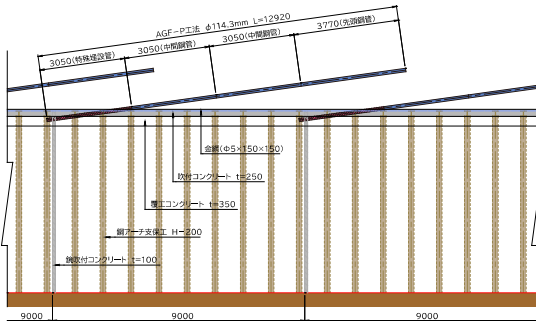 AGF-P工法 φ114.3mm L=12920
3050(特殊埋設管)
3050(中間鋼管)
3050(中間鋼管)
3770(先頭鋼管)
金網(Φ5×150×150)
吹付コンクリート t=250
覆工コンクリート t=350
鋼アーチ支保工 H-200
鏡吹付コンクリート t=100
9000
9000
9000